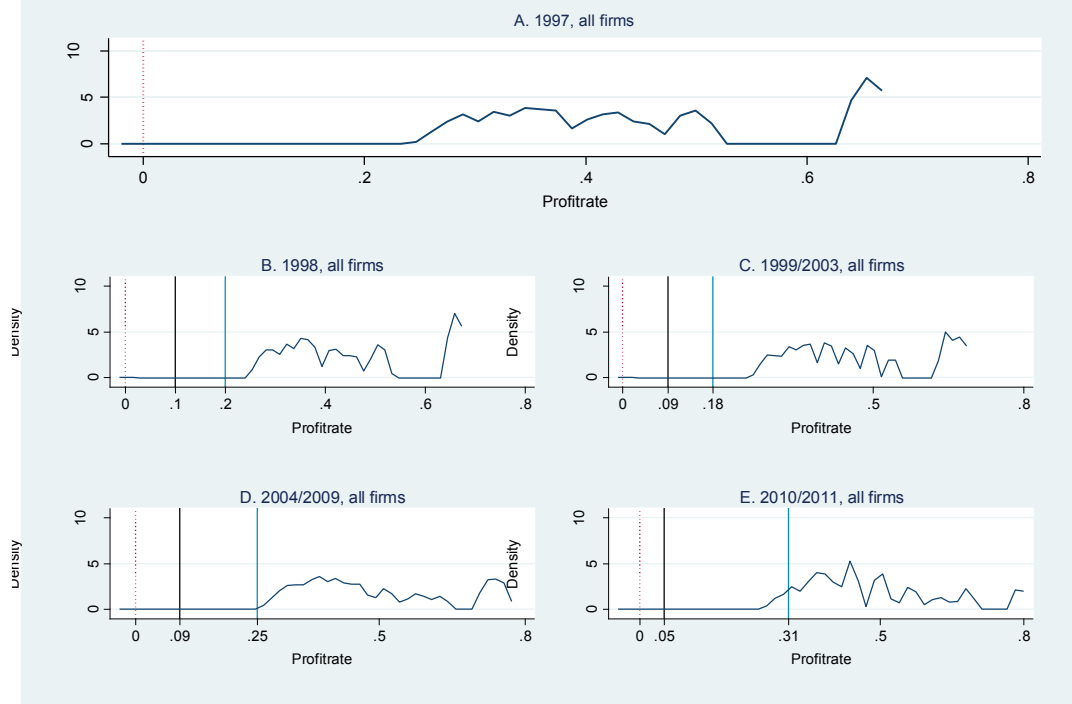 A. 1997, all firms
10
5
0
0 .2 .4 .6 .8
Profitrate
B. 1998, all firms
Density
10
5
0
0 .1 .2 .4 .6 .8
Profitrate
C. 1999/2003, all firms
Density
10
5
0
0 .09 .18 .5 .8
Profitrate
D. 2004/2009, all firms
Density
10
5
0
0 .09 .25 .5 .8
Profitrate
E. 2010/2011, all firms
Density
10
5
0
0 .05 .31 .5 .8
Profitrate